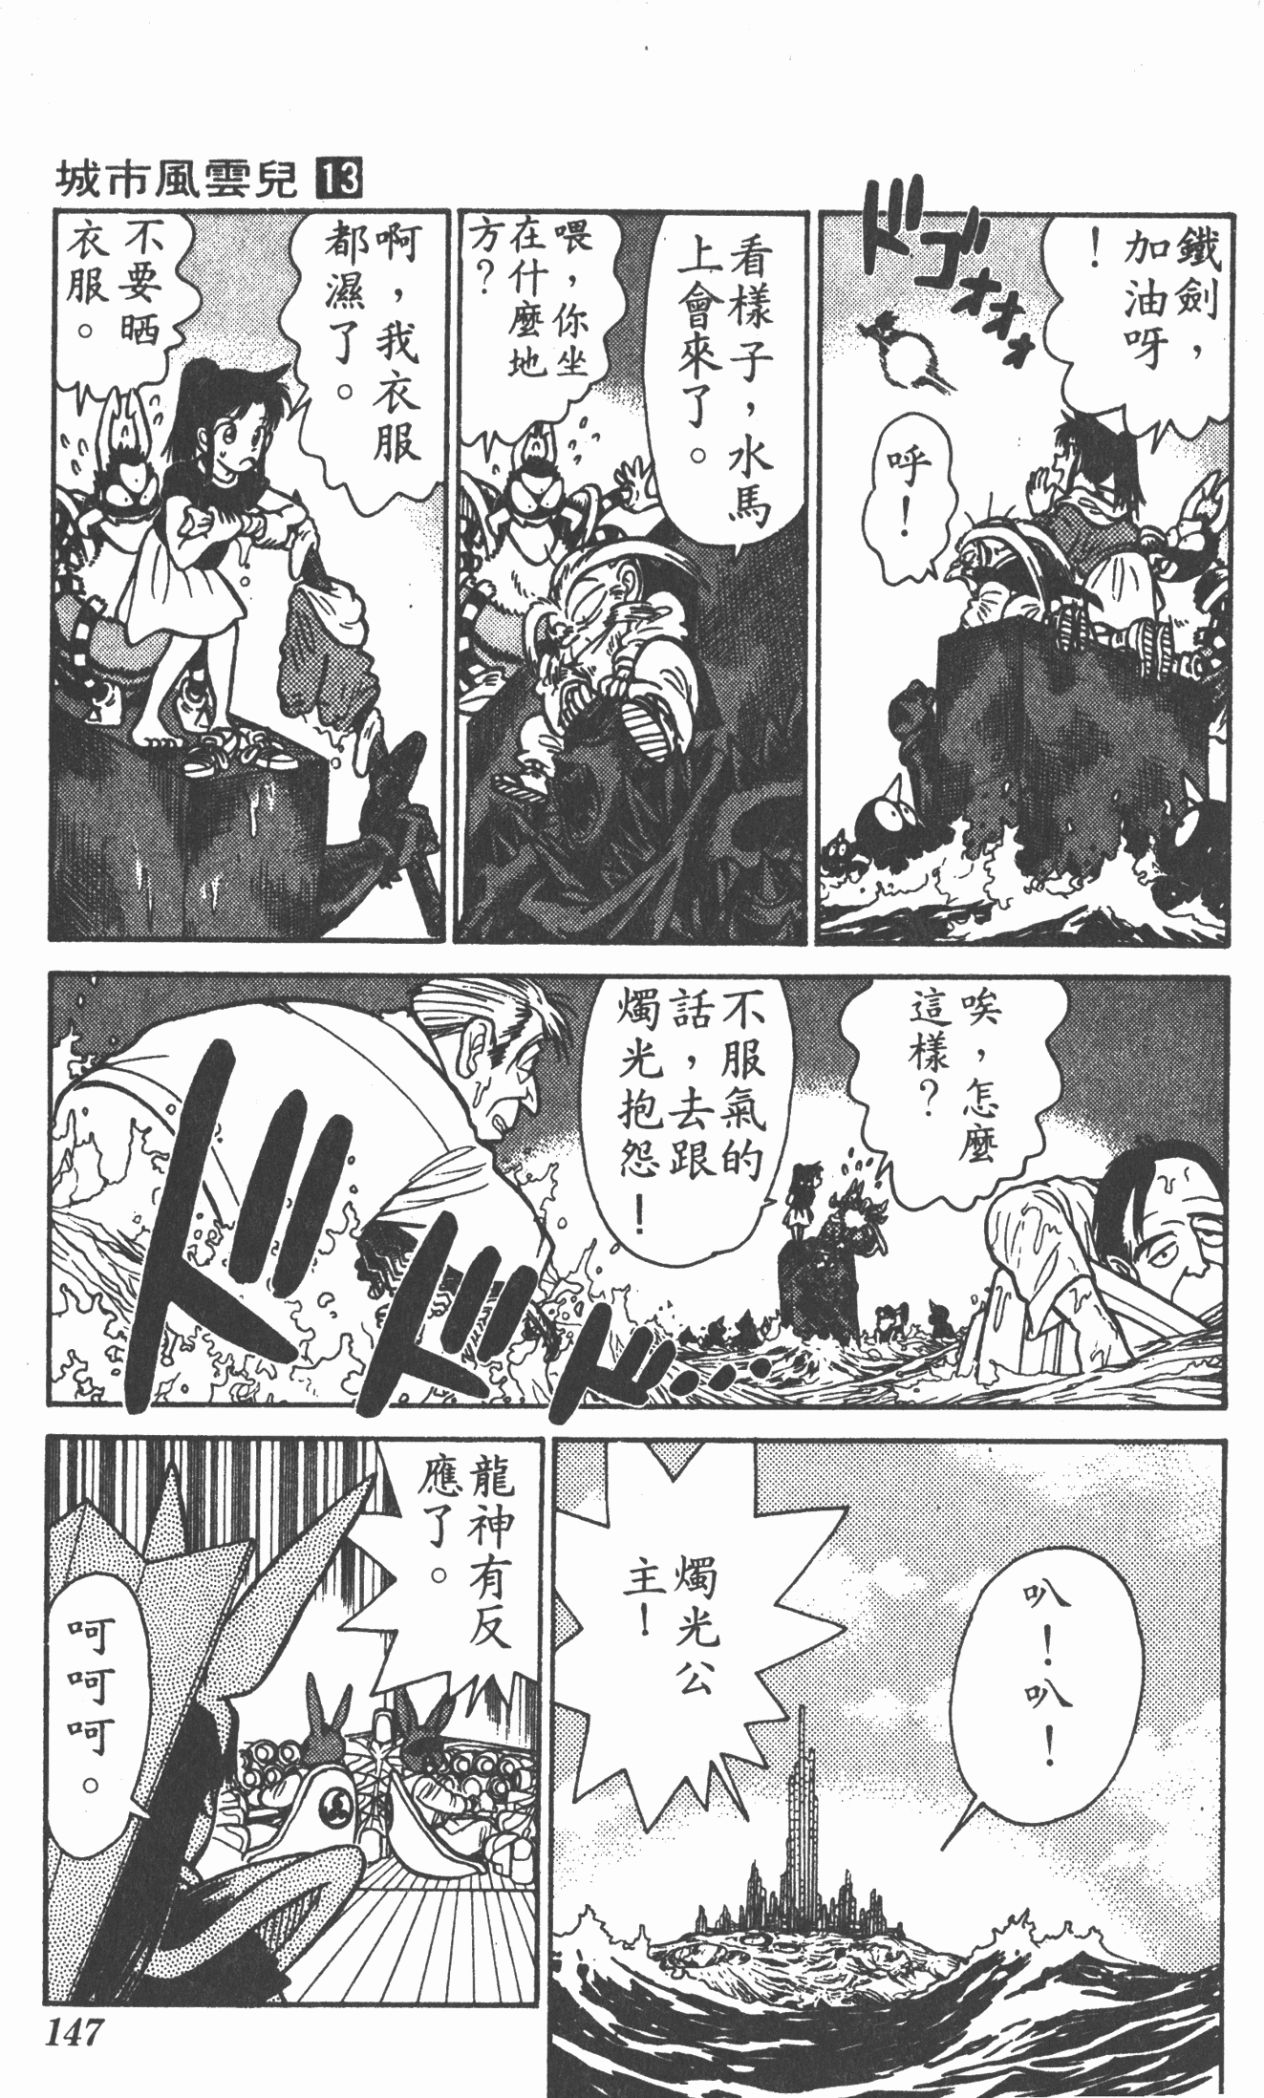 城市風雲兒 13
鐵劍，
加油呀
！
ドゴオオオ
呼！
看樣子，水馬
上會來了。
喂，你坐
在什麼地
方？
啊，我衣服
都濕了。
不要晒
衣服。
唉，怎麼
這樣？
不服氣的
話，去跟
燭光抱怨！
ドドド…
叭！叭！
燭光公
主！
龍神有反
應了。
呵呵呵。
147